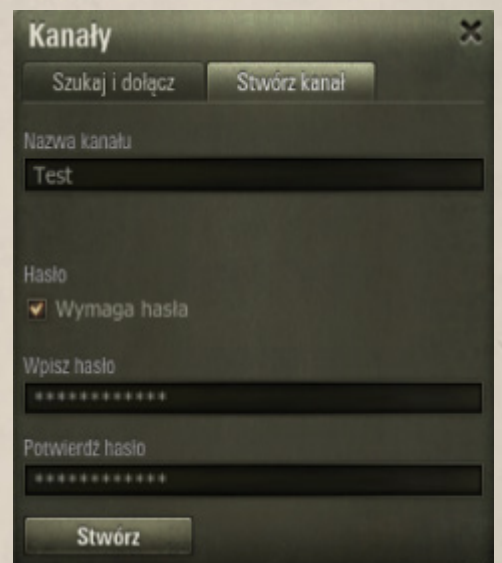 Kanały
Szukaj i dołącz
Stwórz kanał
Nazwa kanału
Test
Hasło
Wymaga hasła
Wpisz hasło
************
Potwierdź hasło
************
Stwórz